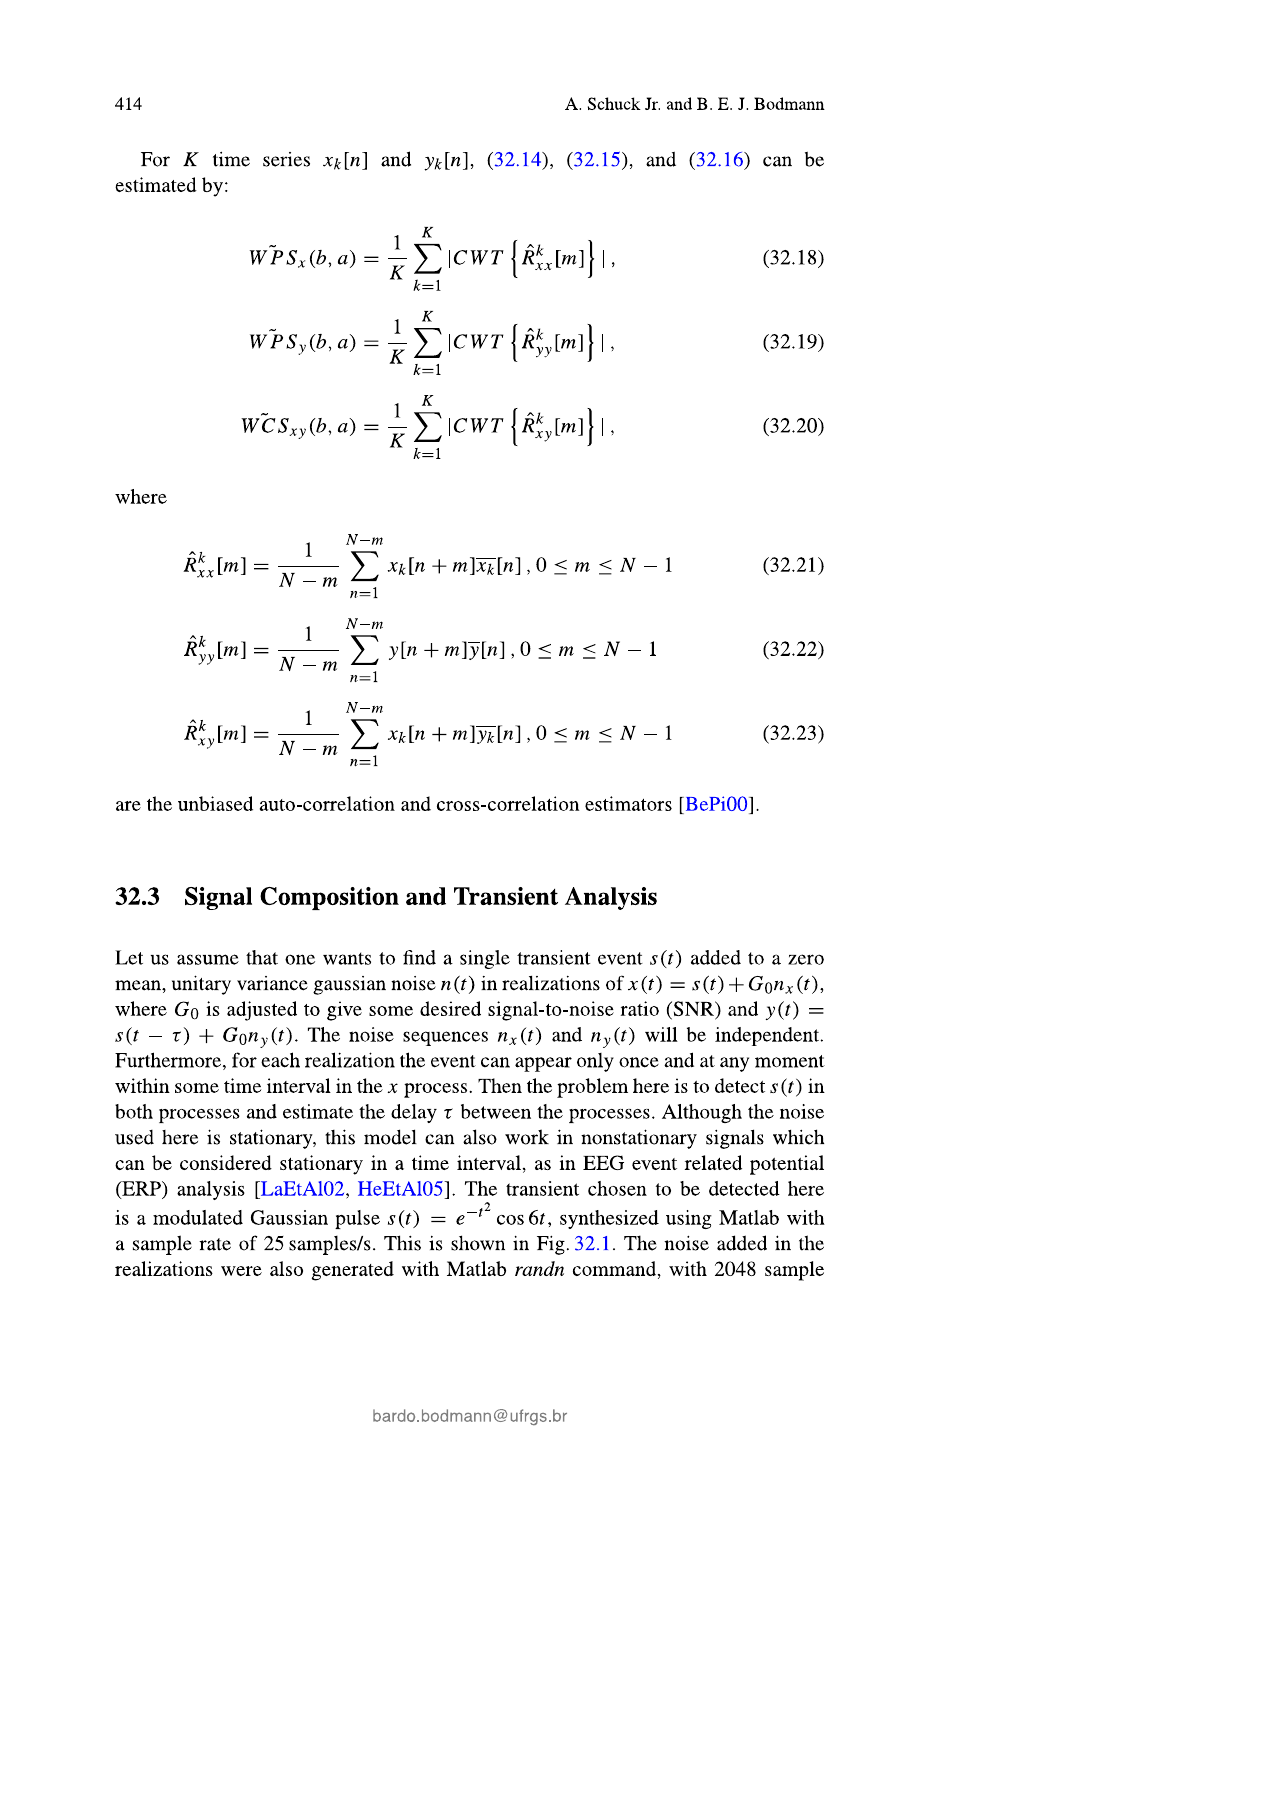 414 A. Schuck Jr. and B. E. J. Bodmann
For K time series x_k[n] and y_k[n], (32.14), (32.15), and (32.16) can be
estimated by:
W\tilde{P}S_x(b, a) = \frac{1}{K} \sum_{k=1}^{K} |CWT \{\hat{R}^k_{xx}[m]\}| , (32.18)
W\tilde{P}S_y(b, a) = \frac{1}{K} \sum_{k=1}^{K} |CWT \{\hat{R}^k_{yy}[m]\}| , (32.19)
W\tilde{C}S_{xy}(b, a) = \frac{1}{K} \sum_{k=1}^{K} |CWT \{\hat{R}^k_{xy}[m]\}| , (32.20)
where
\hat{R}^k_{xx}[m] = \frac{1}{N − m} \sum_{n=1}^{N−m} x_k[n + m]\overline{x_k}[n] , 0 ≤ m ≤ N − 1 (32.21)
\hat{R}^k_{yy}[m] = \frac{1}{N − m} \sum_{n=1}^{N−m} y[n + m]\overline{y}[n] , 0 ≤ m ≤ N − 1 (32.22)
\hat{R}^k_{xy}[m] = \frac{1}{N − m} \sum_{n=1}^{N−m} x_k[n + m]\overline{y_k}[n] , 0 ≤ m ≤ N − 1 (32.23)
are the unbiased auto-correlation and cross-correlation estimators [BePi00].
32.3 Signal Composition and Transient Analysis
Let us assume that one wants to find a single transient event s(t) added to a zero
mean, unitary variance gaussian noise n(t) in realizations of x(t) = s(t) + G_0n_x(t),
where G_0 is adjusted to give some desired signal-to-noise ratio (SNR) and y(t) =
s(t − τ) + G_0n_y(t). The noise sequences n_x(t) and n_y(t) will be independent.
Furthermore, for each realization the event can appear only once and at any moment
within some time interval in the x process. Then the problem here is to detect s(t) in
both processes and estimate the delay τ between the processes. Although the noise
used here is stationary, this model can also work in nonstationary signals which
can be considered stationary in a time interval, as in EEG event related potential
(ERP) analysis [LaEtAl02, HeEtAl05]. The transient chosen to be detected here
is a modulated Gaussian pulse s(t) = e^{−t^2} cos 6t, synthesized using Matlab with
a sample rate of 25 samples/s. This is shown in Fig. 32.1. The noise added in the
realizations were also generated with Matlab randn command, with 2048 sample
bardo.bodmann@ufrgs.br